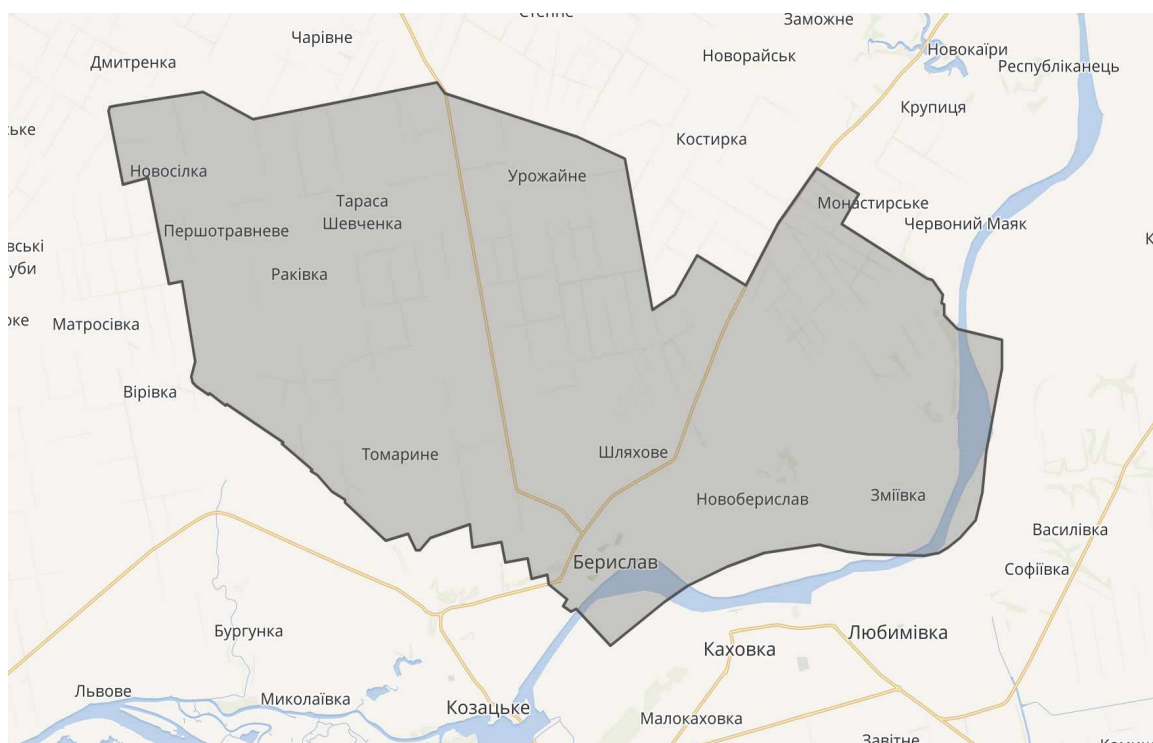 Степне
Заможне
Чарівне
Новорайськ
Новокаїри
Дмитренка
Республіканець
Крупиця
Костирка
Новосілка
Урожайне
Тараса
Шевченка
Монастирське
Червоний Маяк
Першотравневе
Раківка
Матросівка
Вірівка
Томарине
Шляхове
Новоберислав
Зміївка
Василівка
Берислав
Софіївка
Бургунка
Любимівка
Каховка
Львове
Миколаївка
Козацьке
Малокаховка
Завітне